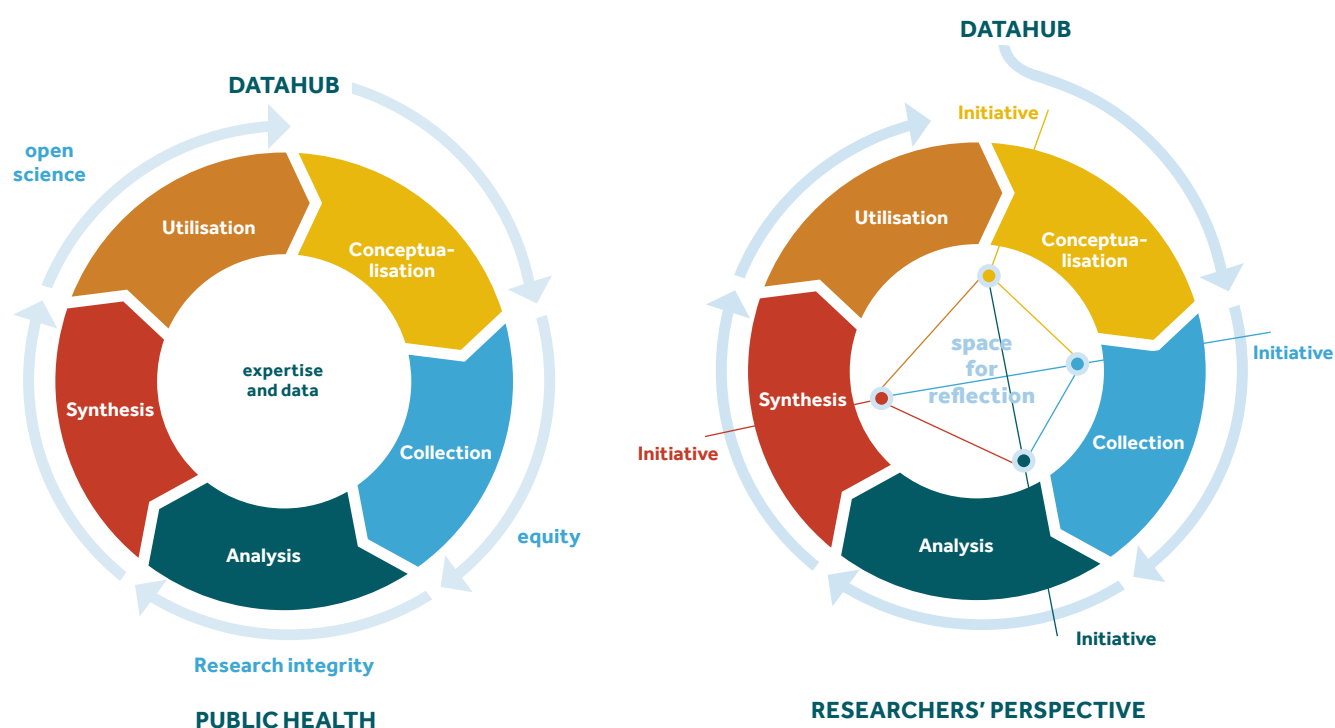 DATAHUB
open
science
Utilisation
Conceptua-
lisation
expertise
and data
Synthesis
Collection
Analysis
equity
Research integrity
PUBLIC HEALTH
DATAHUB
Initiative
Utilisation
Conceptua-
lisation
space
for
reflection
Initiative
Synthesis
Collection
Initiative
Analysis
Initiative
RESEARCHERS' PERSPECTIVE